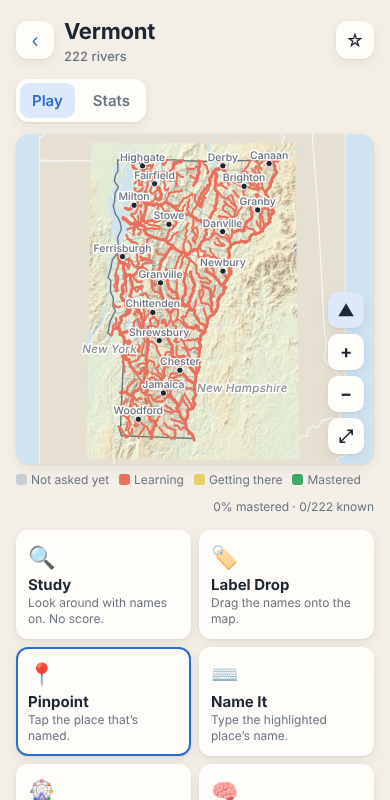 Vermont
222 rivers
Play
Stats
Highgate
Derby
Canaan
Fairfield
Brighton
Milton
Granby
Stowe
Danville
Ferrisburgh
Newbury
Granville
Chittenden
Shrewsbury
New York
Chester
Jamaica
New Hampshire
Woodford
Not asked yet
Learning
Getting there
Mastered
0% mastered · 0/222 known
Study
Look around with names
on. No score.
Label Drop
Drag the names onto the
map.
Pinpoint
Tap the place that's
named.
Name It
Type the highlighted
place's name.